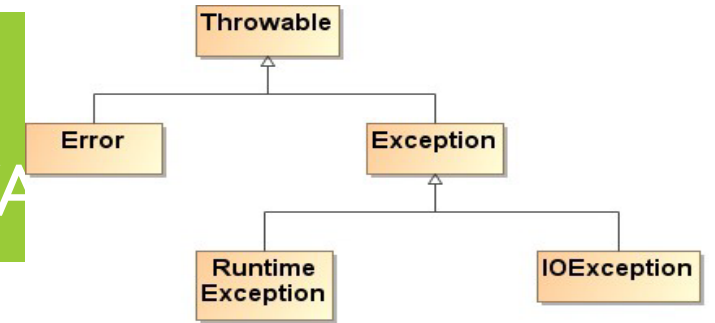 Throwable
Error
Exception
A
Runtime
Exception
IOException